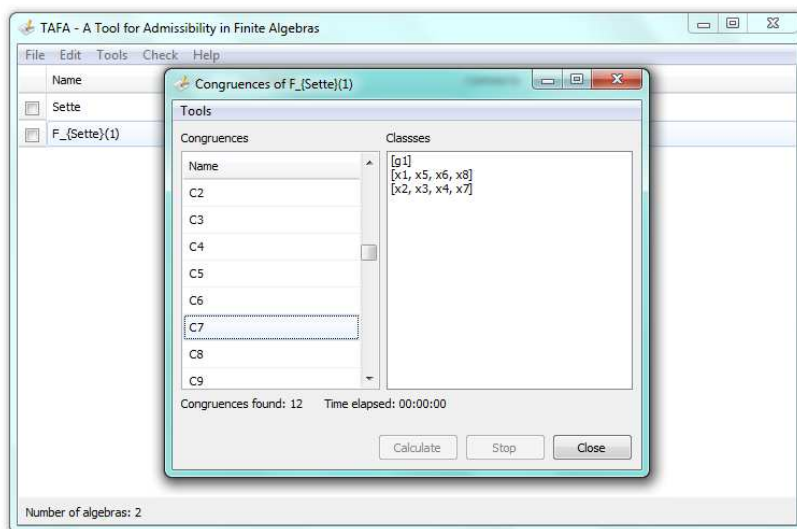 TAFA - A Tool for Admissibility in Finite Algebras
File Edit Tools Check Help
Name
Sette
F_{Sette}(1)
Congruences of F_{Sette}(1)
Tools
Congruences Classses
Name
C2
C3
C4
C5
C6
C7
C8
C9
[g1]
[x1, x5, x6, x8]
[x2, x3, x4, x7]
Congruences found: 12 Time elapsed: 00:00:00
Calculate Stop Close
Number of algebras: 2